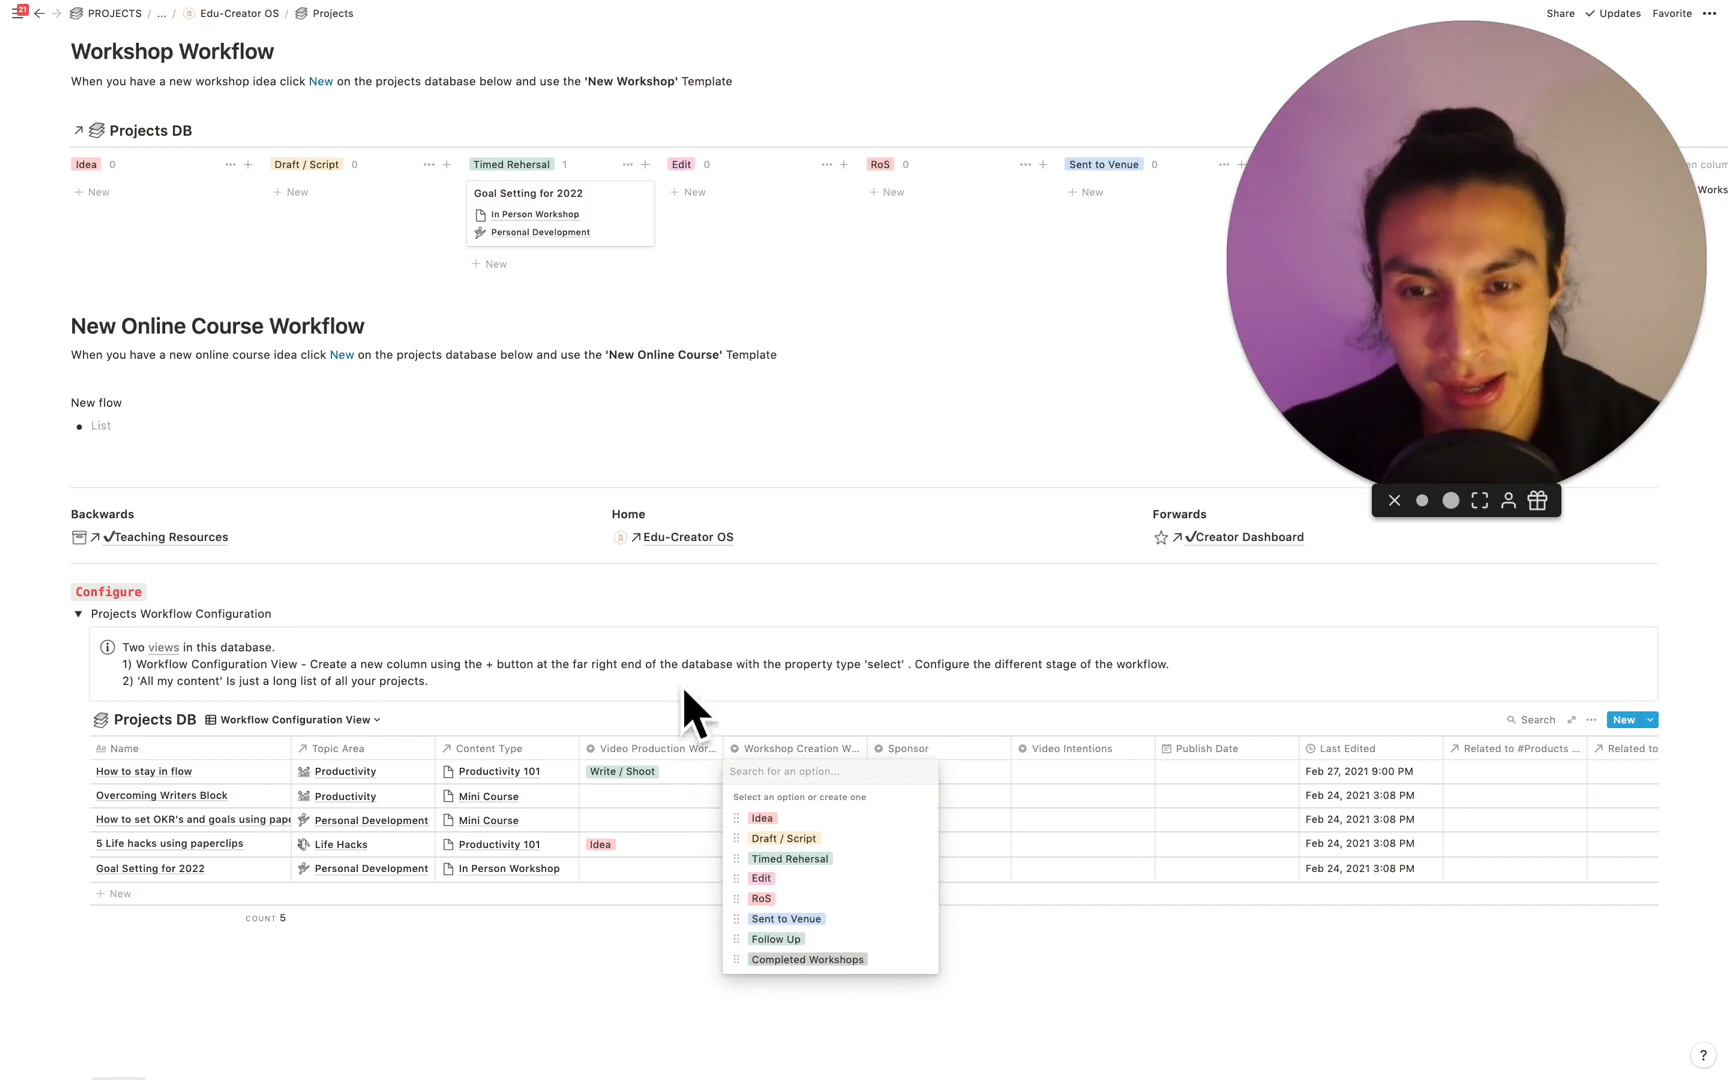 21 PROJECTS / ... / Edu-Creator OS / Projects Share Updates Favorite
Workshop Workflow
When you have a new workshop idea click New on the projects database below and use the 'New Workshop' Template
Projects DB
Idea 0 Draft / Script 0 Timed Rehersal 1 Edit 0 RoS 0 Sent to Venue 0
New New Goal Setting for 2022 New New New
In Person Workshop
Personal Development
New
New Online Course Workflow
When you have a new online course idea click New on the projects database below and use the 'New Online Course' Template
New flow
List
Backwards Home Forwards
Teaching Resources Edu-Creator OS Creator Dashboard
Configure
Projects Workflow Configuration
Two views in this database.
1) Workflow Configuration View - Create a new column using the + button at the far right end of the database with the property type 'select' . Configure the different stage of the workflow.
2) 'All my content' Is just a long list of all your projects.
Projects DB Workflow Configuration View Search New
Aa Name Topic Area Content Type Video Production Wor... Workshop Creation W... Sponsor Video Intentions Publish Date Last Edited Related to #Products ... Related to
How to stay in flow Productivity Productivity 101 Write / Shoot Search for an option... Feb 27, 2021 9:00 PM
Overcoming Writers Block Productivity Mini Course Select an option or create one Feb 24, 2021 3:08 PM
How to set OKR's and goals using pape Personal Development Mini Course Idea Feb 24, 2021 3:08 PM
5 Life hacks using paperclips Life Hacks Productivity 101 Idea Draft / Script Feb 24, 2021 3:08 PM
Goal Setting for 2022 Personal Development In Person Workshop Timed Rehersal Feb 24, 2021 3:08 PM
New Edit
RoS
COUNT 5 Sent to Venue
Follow Up
Completed Workshops
?